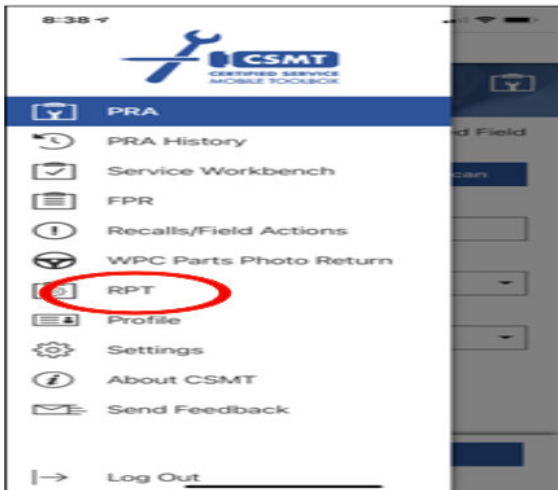 8:38
CSMT
CERTIFIED SERVICE
MOBILE TOOLBOX
PRA
PRA History
ed Field
Service Workbench
can
FPR
Recalls/Field Actions
WPC Parts Photo Return
RPT
Profile
Settings
About CSMT
Send Feedback
Log Out